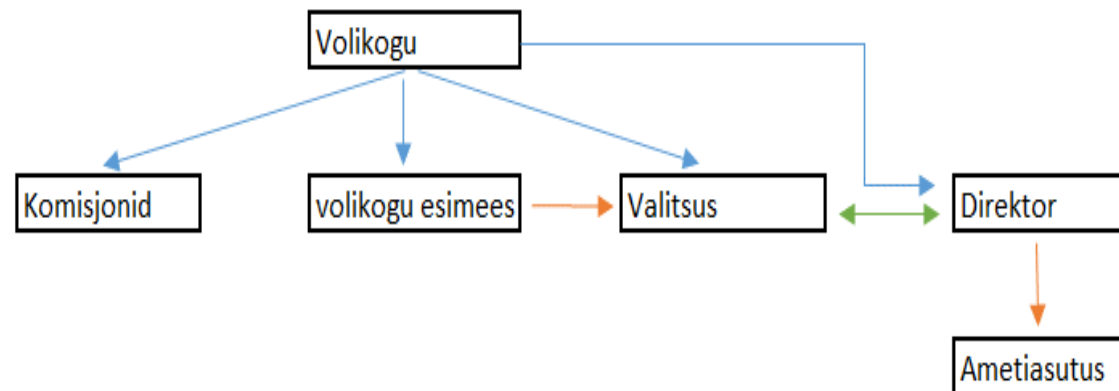 Volikogu
Komisjonid
volikogu esimees
Valitsus
Direktor
Ametiasutus